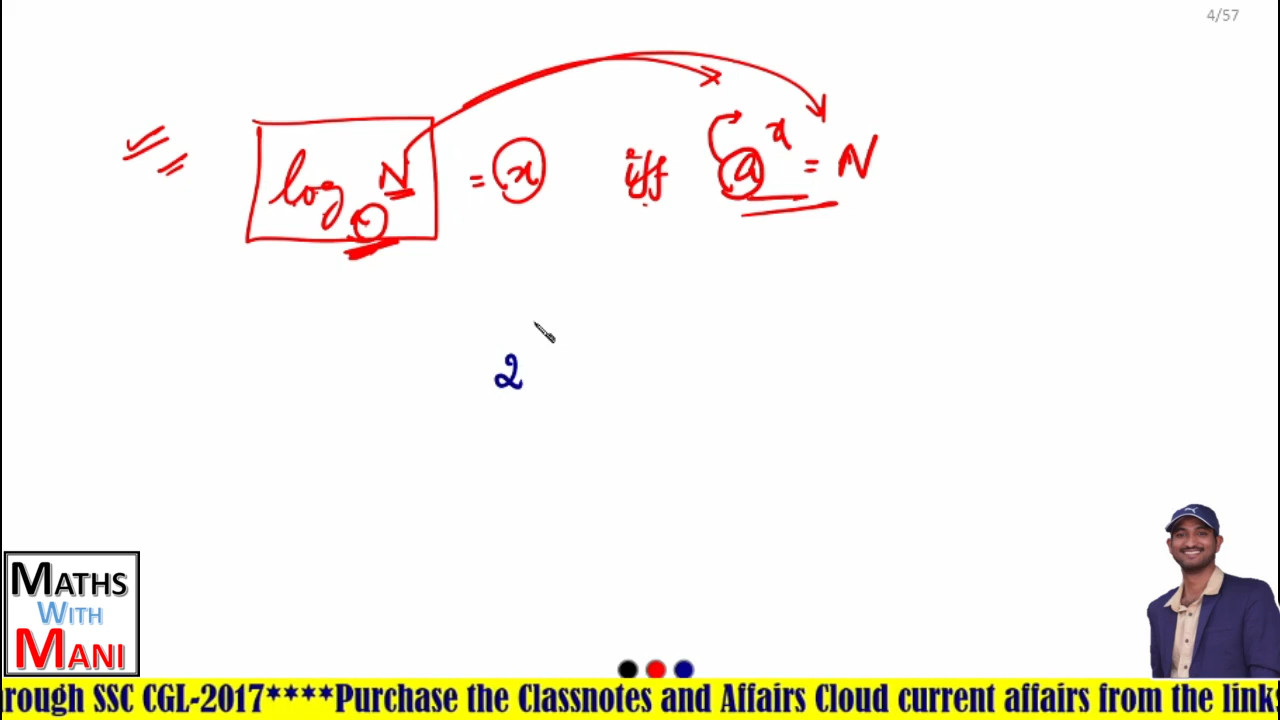 4/57
log_a N = x iff a^x = N
2
MATHS
WITH
MANI
hrough SSC CGL-2017****Purchase the Classnotes and Affairs Cloud current affairs from the link